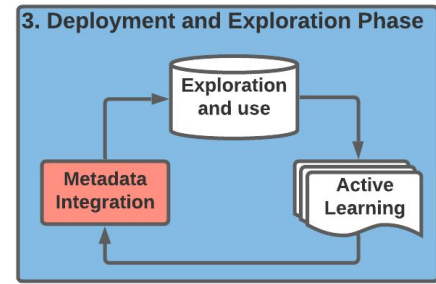 3. Deployment and Exploration Phase
Exploration
and use
Metadata
Integration
Active
Learning